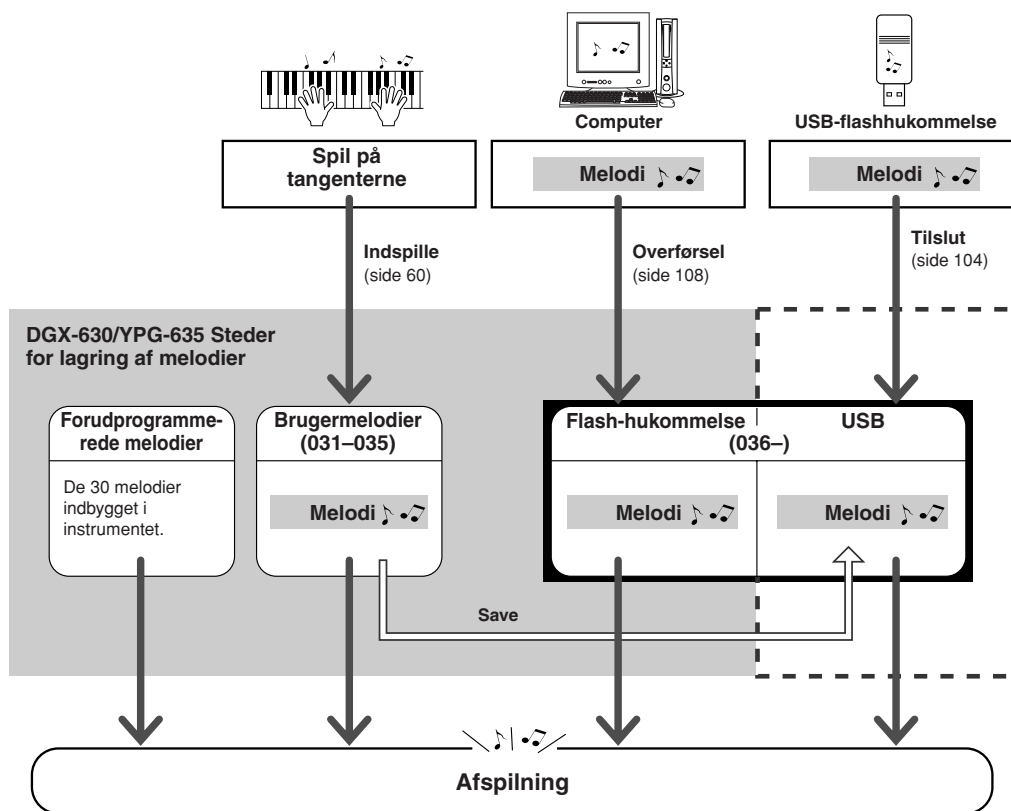 Computer
USB-flashhukommelse
Spil på
tangenterne
Melodi
Melodi
Indspille
(side 60)
Overførsel
(side 108)
Tilslut
(side 104)
DGX-630/YPG-635 Steder
for lagring af melodier
Forudprogramme-
rede melodier
De 30 melodier
indbygget i
instrumentet.
Brugermelodier
(031–035)
Melodi
Flash-hukommelse
USB
(036–)
Melodi
Melodi
Save
Afspilning